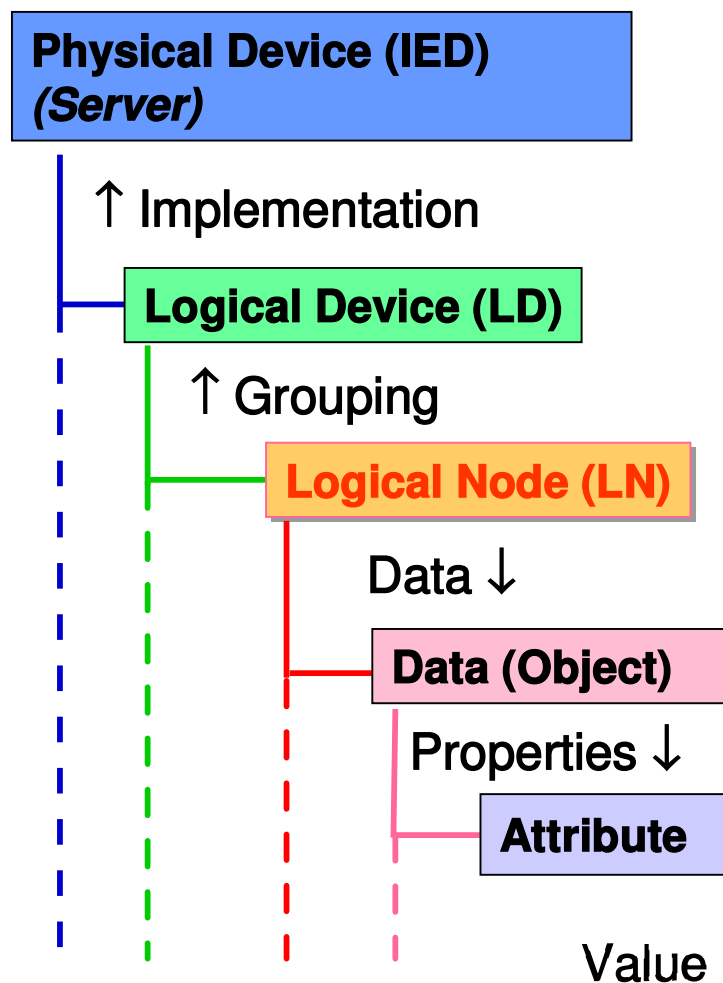 Physical Device (IED)
(Server)
↑ Implementation
Logical Device (LD)
↑ Grouping
Logical Node (LN)
Data ↓
Data (Object)
Properties ↓
Attribute
Value